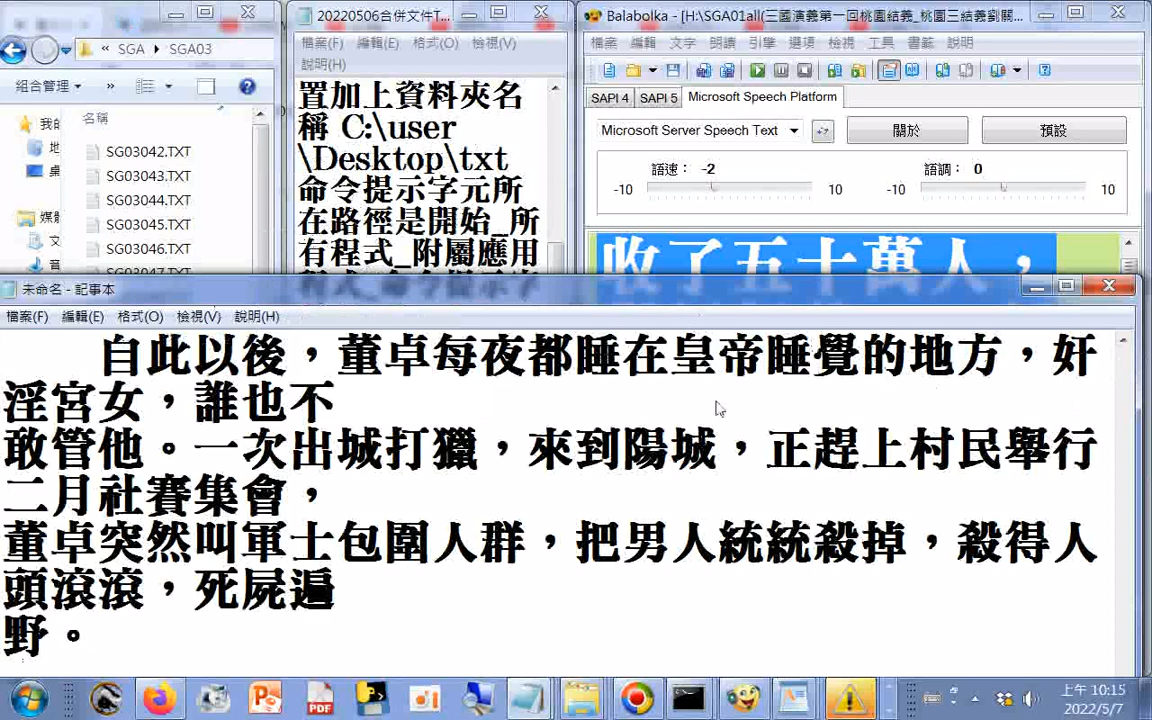 SGA
SGA03
組合管理
»
名稱
SG03042.TXT
SG03043.TXT
SG03044.TXT
SG03045.TXT
SG03046.TXT
SG03047.TXT
20220506合併文件T...
檔案(F) 編輯(E) 格式(O) 檢視(V)
說明(H)
置加上資料夾名
稱 C:\user
\Desktop\txt
命令提示字元所
在路徑是開始_所
有程式_附屬應用
程式_命令提示字
Balabolka - [H:\SGA01all(三國演義第一回桃園結義_桃園三結義劉關...
檔案 編輯 文字 朗讀 引擎 選項 檢視 工具 書籤 說明
SAPI 4 SAPI 5 Microsoft Speech Platform
Microsoft Server Speech Text 關於 預設
語速： -2 語調： 0
-10 10 -10 10
收了五十萬人，
未命名 - 記事本
檔案(F) 編輯(E) 格式(O) 檢視(V) 說明(H)
自此以後，董卓每夜都睡在皇帝睡覺的地方，奸
淫宮女，誰也不
敢管他。一次出城打獵，來到陽城，正趕上村民舉行
二月社賽集會，
董卓突然叫軍士包圍人群，把男人統統殺掉，殺得人
頭滾滾，死屍遍
野。
PDF
上午 10:15
2022/5/7